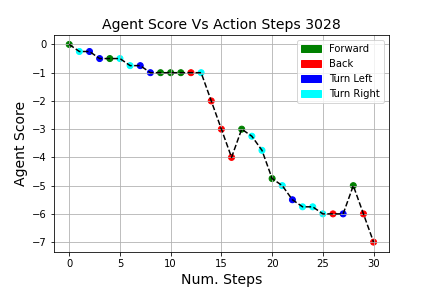 Agent Score Vs Action Steps 3028
Forward
Back
Turn Left
Turn Right
Agent Score
0
−1
−2
−3
−4
−5
−6
−7
0 5 10 15 20 25 30
Num. Steps